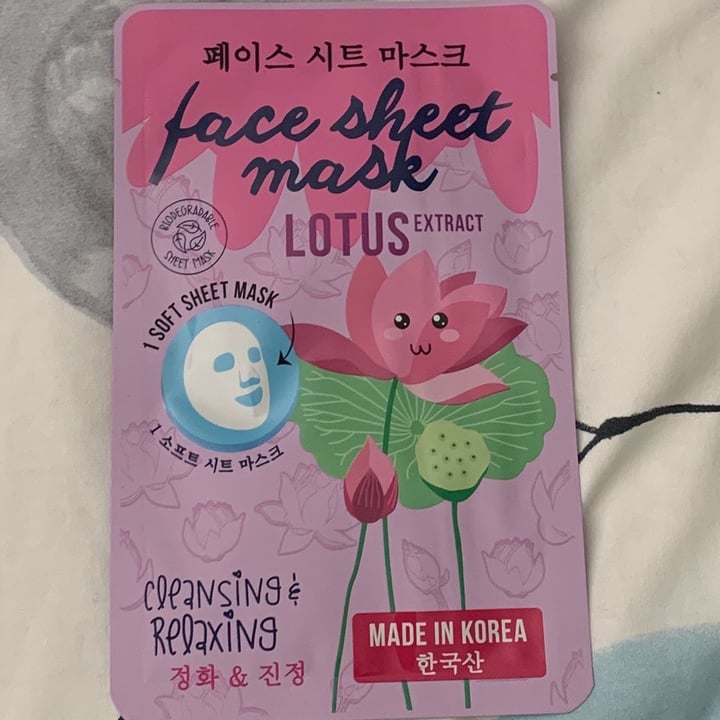 페이스 시트 마스크
face sheet
mask
LOTUS EXTRACT
BIODEGRADABLE
SHEET MASK
1 SOFT SHEET MASK
1 소프트 시트 마스크
CLEANSING &
RELAXING
정화 & 진정
MADE IN KOREA
한국산